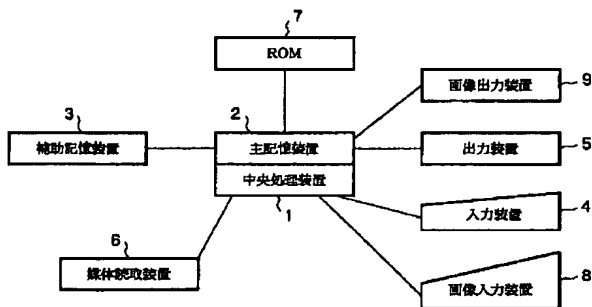 7
ROM
9
画像出力装置
3
2
補助記憶装置
主記憶装置
出力装置
5
中央処理装置
1
入力装置
4
6
媒体読取装置
画像入力装置
8